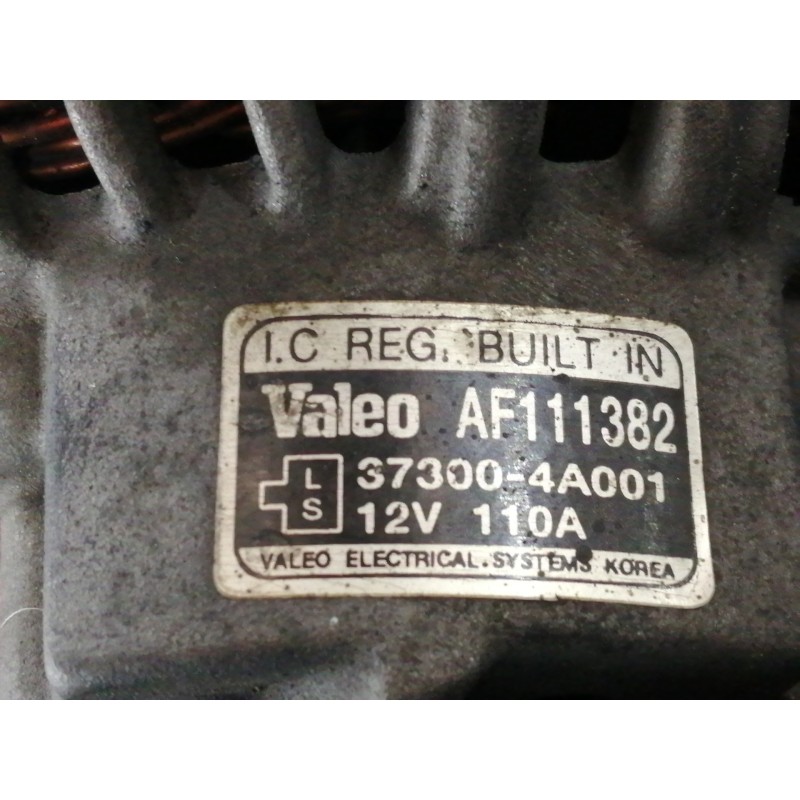 I.C REG. BUILT IN
Valeo AF111382
L 37300-4A001
S 12V 110A
VALEO ELECTRICAL SYSTEMS KOREA